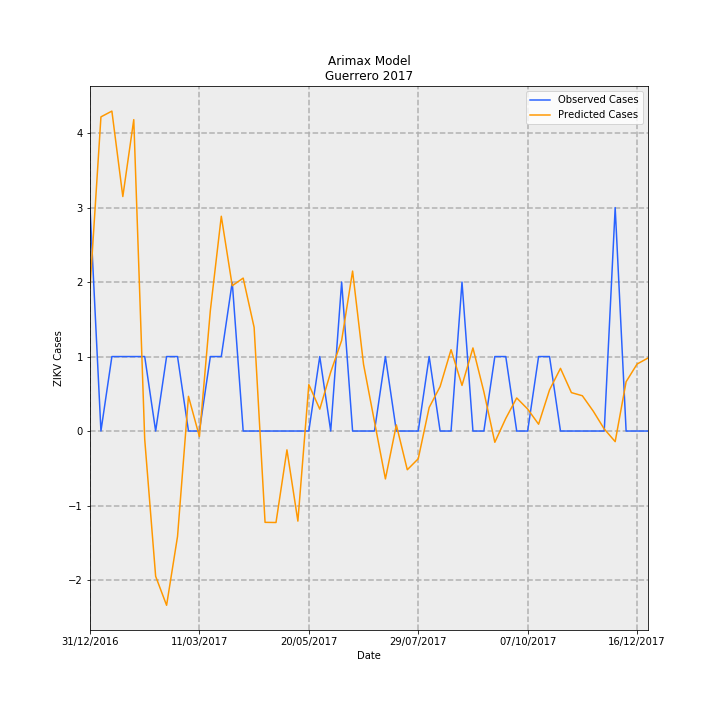 Arimax Model
Guerrero 2017
Observed Cases
Predicted Cases
4
3
2
1
0
−1
−2
ZIKV Cases
31/12/2016 11/03/2017 20/05/2017 29/07/2017 07/10/2017 16/12/2017
Date